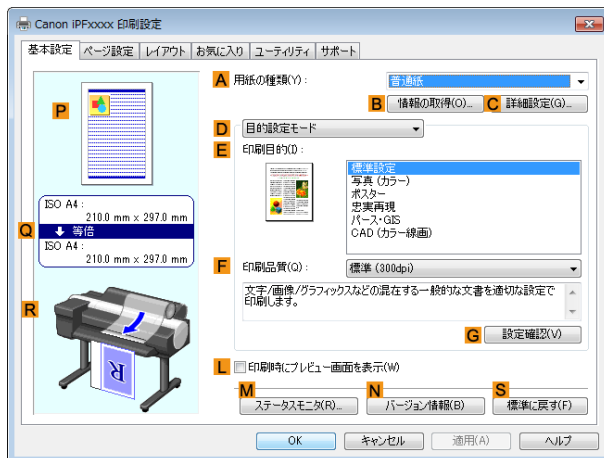 Canon iPFxxxx 印刷設定
基本設定 ページ設定 レイアウト お気に入り ユーティリティ サポート
P
A 用紙の種類(Y): 普通紙
B 情報の取得(O)... C 詳細設定(G)...
D 目的設定モード
E 印刷目的(I):
標準設定
写真 (カラー)
ポスター
忠実再現
パース・GIS
CAD (カラー線画)
ISO A4:
210.0 mm x 297.0 mm
Q 等倍
ISO A4:
210.0 mm x 297.0 mm
F 印刷品質(Q): 標準 (300dpi)
文字/画像/グラフィックスなどの混在する一般的な文書を適切な設定で
印刷します。
G 設定確認(V)
R
R
L 印刷時にプレビュー画面を表示(W)
M ステータスモニタ(R)... N バージョン情報(B) S 標準に戻す(F)
OK キャンセル 適用(A) ヘルプ